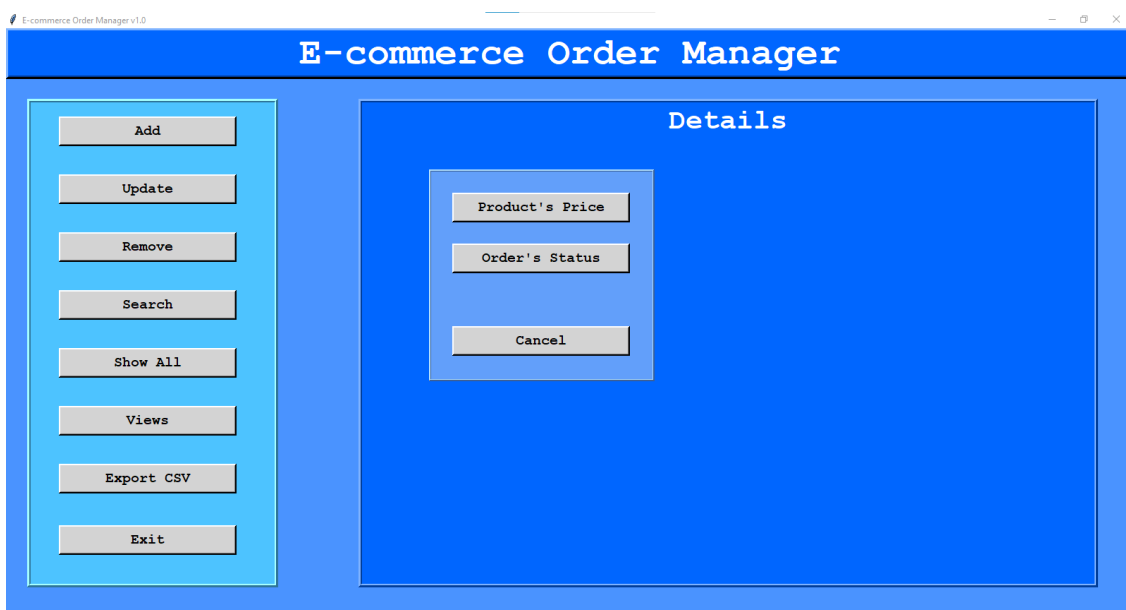 E-commerce Order Manager v1.0
E-commerce Order Manager
Add
Update
Remove
Search
Show All
Views
Export CSV
Exit
Details
Product's Price
Order's Status
Cancel